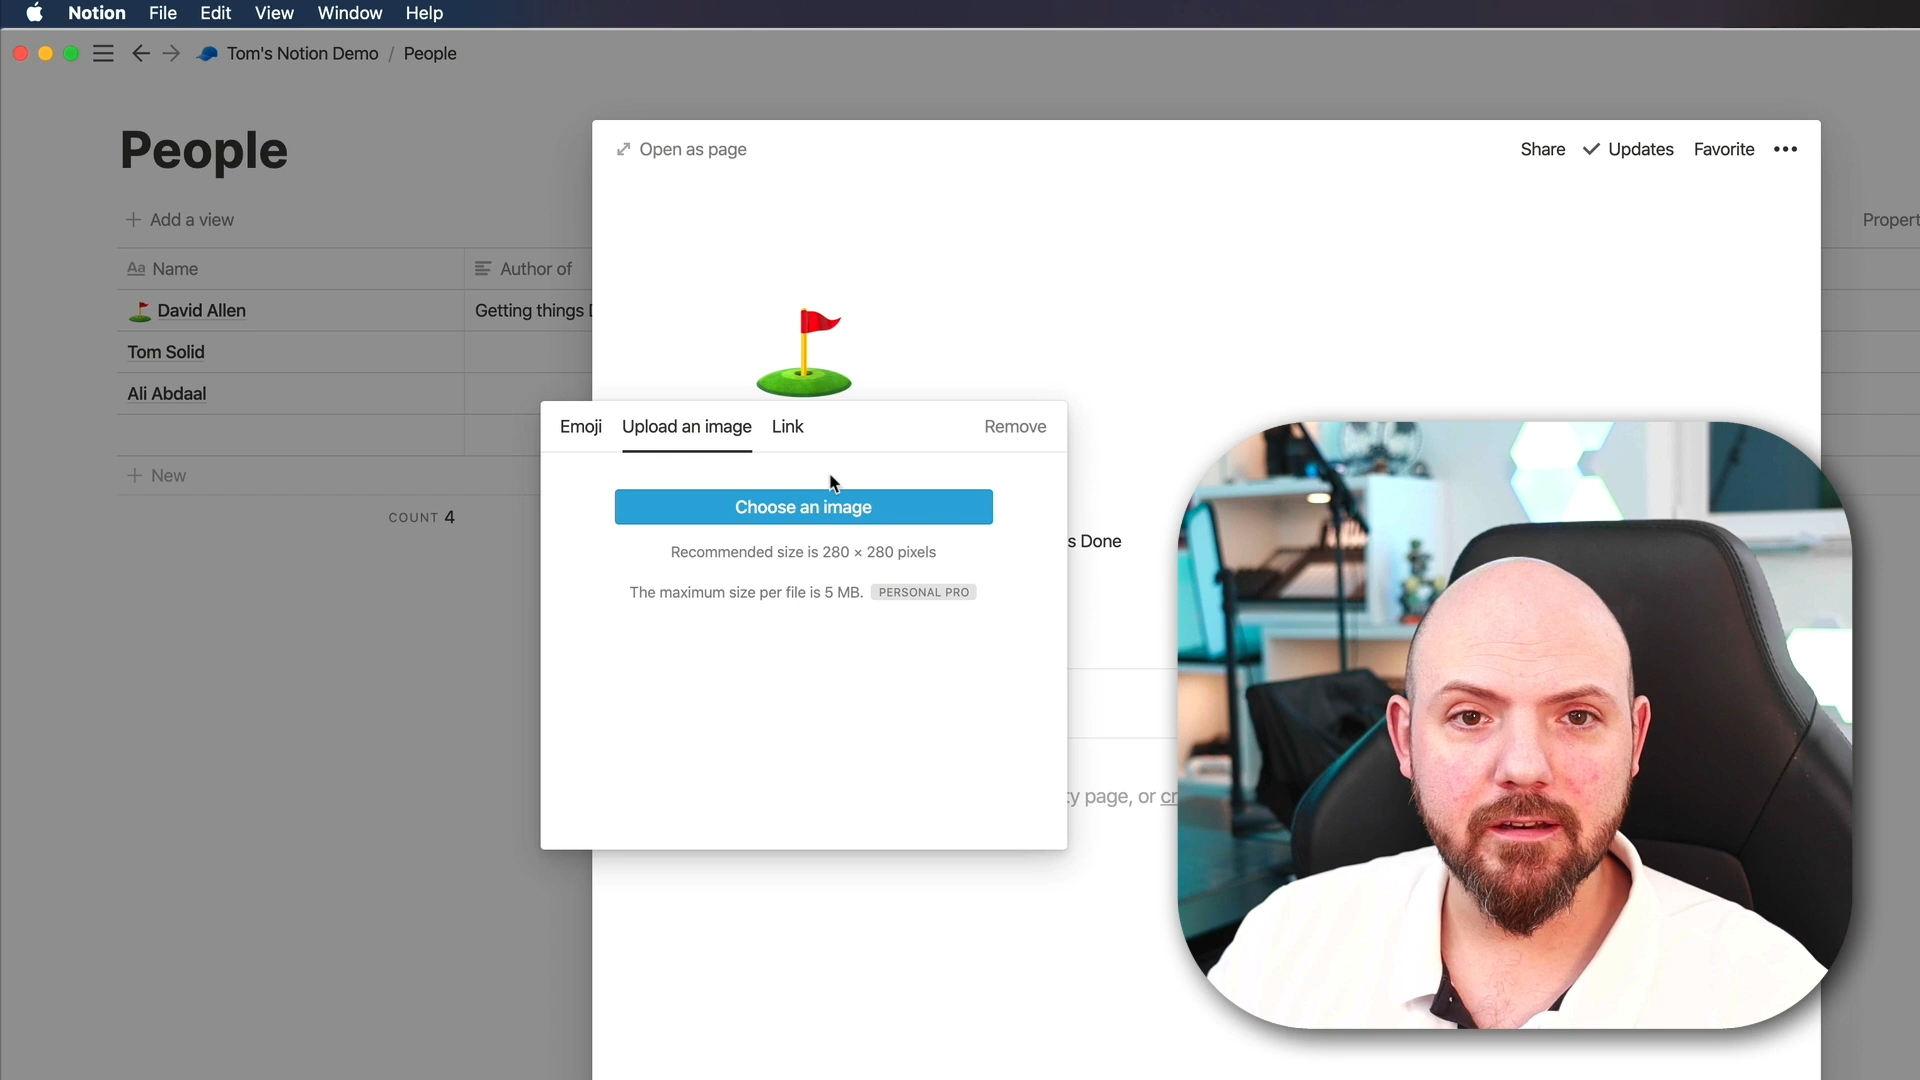 Notion File Edit View Window Help
Tom's Notion Demo / People
People
Open as page
Share Updates Favorite •••
+ Add a view
Propert
Aa Name
Author of
David Allen
Getting things
Tom Solid
Ali Abdaal
+ New
COUNT 4
Emoji Upload an image Link Remove
Choose an image
Recommended size is 280 × 280 pixels
The maximum size per file is 5 MB. PERSONAL PRO
s Done
ty page, or cr